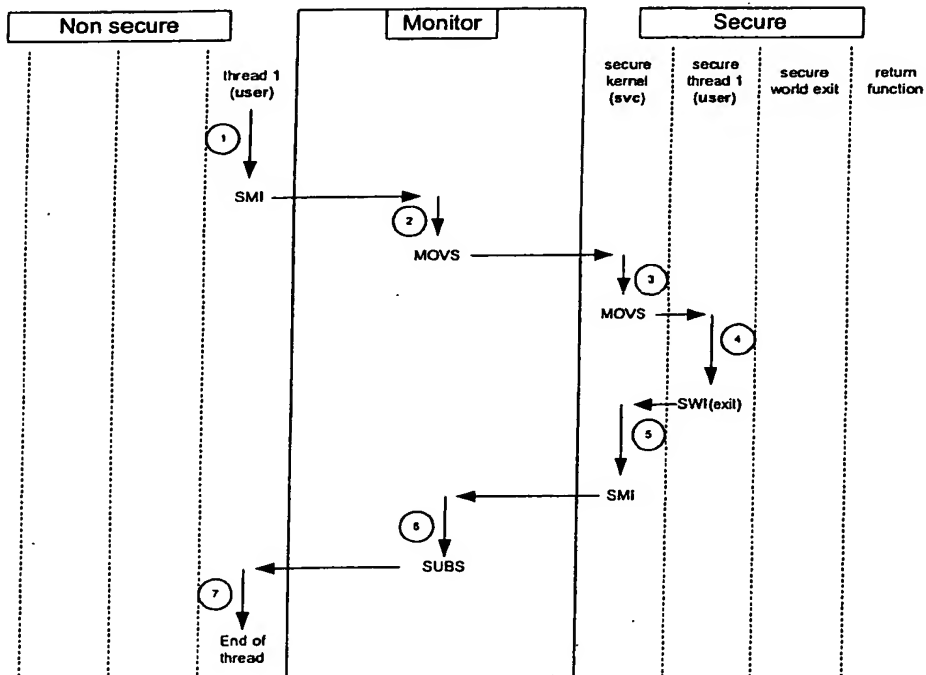 Non secure
Monitor
Secure
thread 1
(user)
secure
kernel
(svc)
secure
thread 1
(user)
secure
world exit
return
function
1
SMI
2
MOVS
3
MOVS
4
SWI(exit)
5
SMI
6
SUBS
7
End of
thread